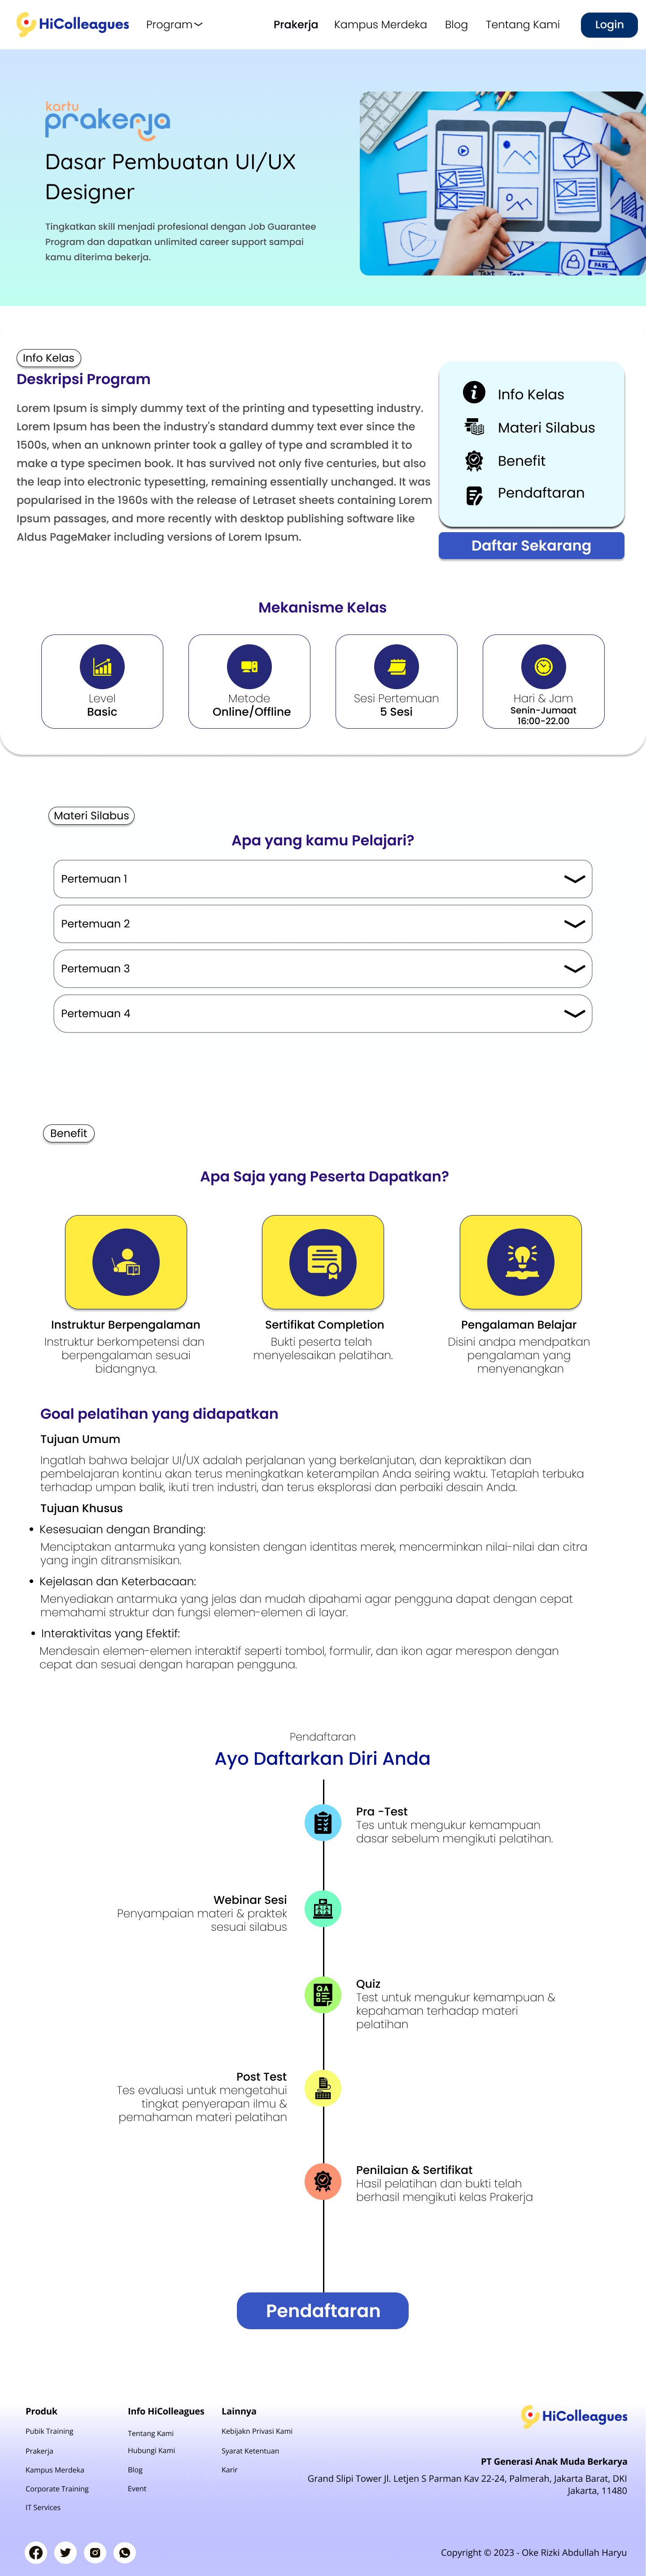 HiColleagues
Program
Prakerja
Kampus Merdeka
Blog
Tentang Kami
Login
kartu
prakerja
Dasar Pembuatan UI/UX
Designer
Tingkatkan skill menjadi profesional dengan Job Guarantee
Program dan dapatkan unlimited career support sampai
kamu diterima bekerja.
Info Kelas
Deskripsi Program
Lorem Ipsum is simply dummy text of the printing and typesetting industry.
Lorem Ipsum has been the industry's standard dummy text ever since the
1500s, when an unknown printer took a galley of type and scrambled it to
make a type specimen book. It has survived not only five centuries, but also
the leap into electronic typesetting, remaining essentially unchanged. It was
popularised in the 1960s with the release of Letraset sheets containing Lorem
Ipsum passages, and more recently with desktop publishing software like
Aldus PageMaker including versions of Lorem Ipsum.
Info Kelas
Materi Silabus
Benefit
Pendaftaran
Daftar Sekarang
Mekanisme Kelas
Level
Basic
Metode
Online/Offline
Sesi Pertemuan
5 Sesi
Hari & Jam
Senin-Jumaat
16:00-22.00
Materi Silabus
Apa yang kamu Pelajari?
Pertemuan 1
Pertemuan 2
Pertemuan 3
Pertemuan 4
Benefit
Apa Saja yang Peserta Dapatkan?
Instruktur Berpengalaman
Instruktur berkompetensi dan
berpengalaman sesuai
bidangnya.
Sertifikat Completion
Bukti peserta telah
menyelesaikan pelatihan.
Pengalaman Belajar
Disini andpa mendpatkan
pengalaman yang
menyenangkan
Goal pelatihan yang didapatkan
Tujuan Umum
Ingatlah bahwa belajar UI/UX adalah perjalanan yang berkelanjutan, dan kepraktikan dan
pembelajaran kontinu akan terus meningkatkan keterampilan Anda seiring waktu. Tetaplah terbuka
terhadap umpan balik, ikuti tren industri, dan terus eksplorasi dan perbaiki desain Anda.
Tujuan Khusus
• Kesesuaian dengan Branding:
Menciptakan antarmuka yang konsisten dengan identitas merek, mencerminkan nilai-nilai dan citra
yang ingin ditransmisikan.
• Kejelasan dan Keterbacaan:
Menyediakan antarmuka yang jelas dan mudah dipahami agar pengguna dapat dengan cepat
memahami struktur dan fungsi elemen-elemen di layar.
• Interaktivitas yang Efektif:
Mendesain elemen-elemen interaktif seperti tombol, formulir, dan ikon agar merespon dengan
cepat dan sesuai dengan harapan pengguna.
Pendaftaran
Ayo Daftarkan Diri Anda
Pra -Test
Tes untuk mengukur kemampuan
dasar sebelum mengikuti pelatihan.
Webinar Sesi
Penyampaian materi & praktek
sesuai silabus
Quiz
Test untuk mengukur kemampuan &
kepahaman terhadap materi
pelatihan
Post Test
Tes evaluasi untuk mengetahui
tingkat penyerapan ilmu &
pemahaman materi pelatihan
Penilaian & Sertifikat
Hasil pelatihan dan bukti telah
berhasil mengikuti kelas Prakerja
Pendaftaran
Produk
Pubik Training
Prakerja
Kampus Merdeka
Corporate Training
IT Services
Info HiColleagues
Tentang Kami
Hubungi Kami
Blog
Event
Lainnya
Kebijakn Privasi Kami
Syarat Ketentuan
Karir
HiColleagues
PT Generasi Anak Muda Berkarya
Grand Slipi Tower Jl. Letjen S Parman Kav 22-24, Palmerah, Jakarta Barat, DKI
Jakarta, 11480
Copyright © 2023 - Oke Rizki Abdullah Haryu